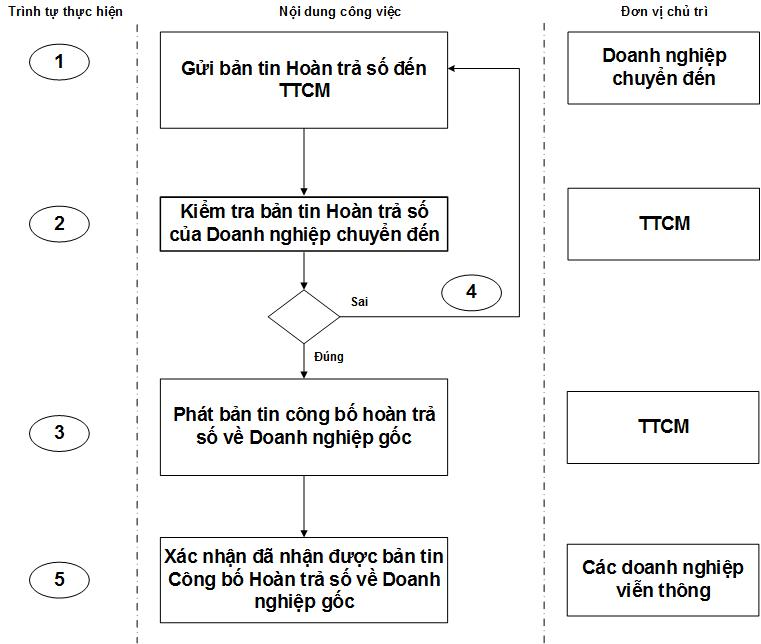 Trình tự thực hiện
Nội dung công việc
Đơn vị chủ trì
1
Gửi bản tin Hoàn trả số đến
TTCM
Doanh nghiệp
chuyển đến
2
Kiểm tra bản tin Hoàn trả số
của Doanh nghiệp chuyển đến
TTCM
Sai
4
Đúng
3
Phát bản tin công bố hoàn trả
số về Doanh nghiệp gốc
TTCM
5
Xác nhận đã nhận được bản tin
Công bố Hoàn trả số về Doanh
nghiệp gốc
Các doanh nghiệp
viễn thông